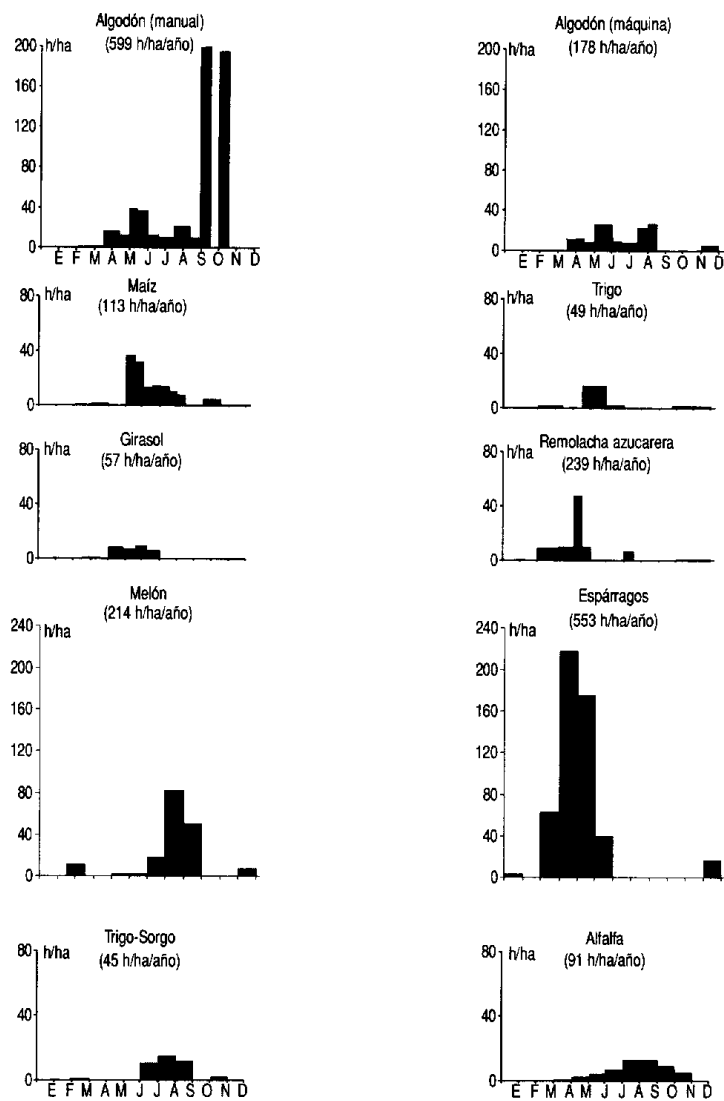 Algodón (manual)
(599 h/ha/año)
h/ha
200
160
120
80
40
0
E F M A M J J A S O N D
Algodón (máquina)
(178 h/ha/año)
h/ha
200
160
120
80
40
0
E F M A M J J A S O N D
Maíz
(113 h/ha/año)
h/ha
80
40
0
Trigo
(49 h/ha/año)
h/ha
80
40
0
Girasol
(57 h/ha/año)
h/ha
80
40
0
Remolacha azucarera
(239 h/ha/año)
h/ha
80
40
0
Melón
(214 h/ha/año)
h/ha
240
200
160
120
80
40
0
Espárragos
(553 h/ha/año)
h/ha
240
200
160
120
80
40
0
Trigo-Sorgo
(45 h/ha/año)
h/ha
80
40
0
E F M A M J J A S O N D
Alfalfa
(91 h/ha/año)
h/ha
80
40
0
E F M A M J J A S O N D